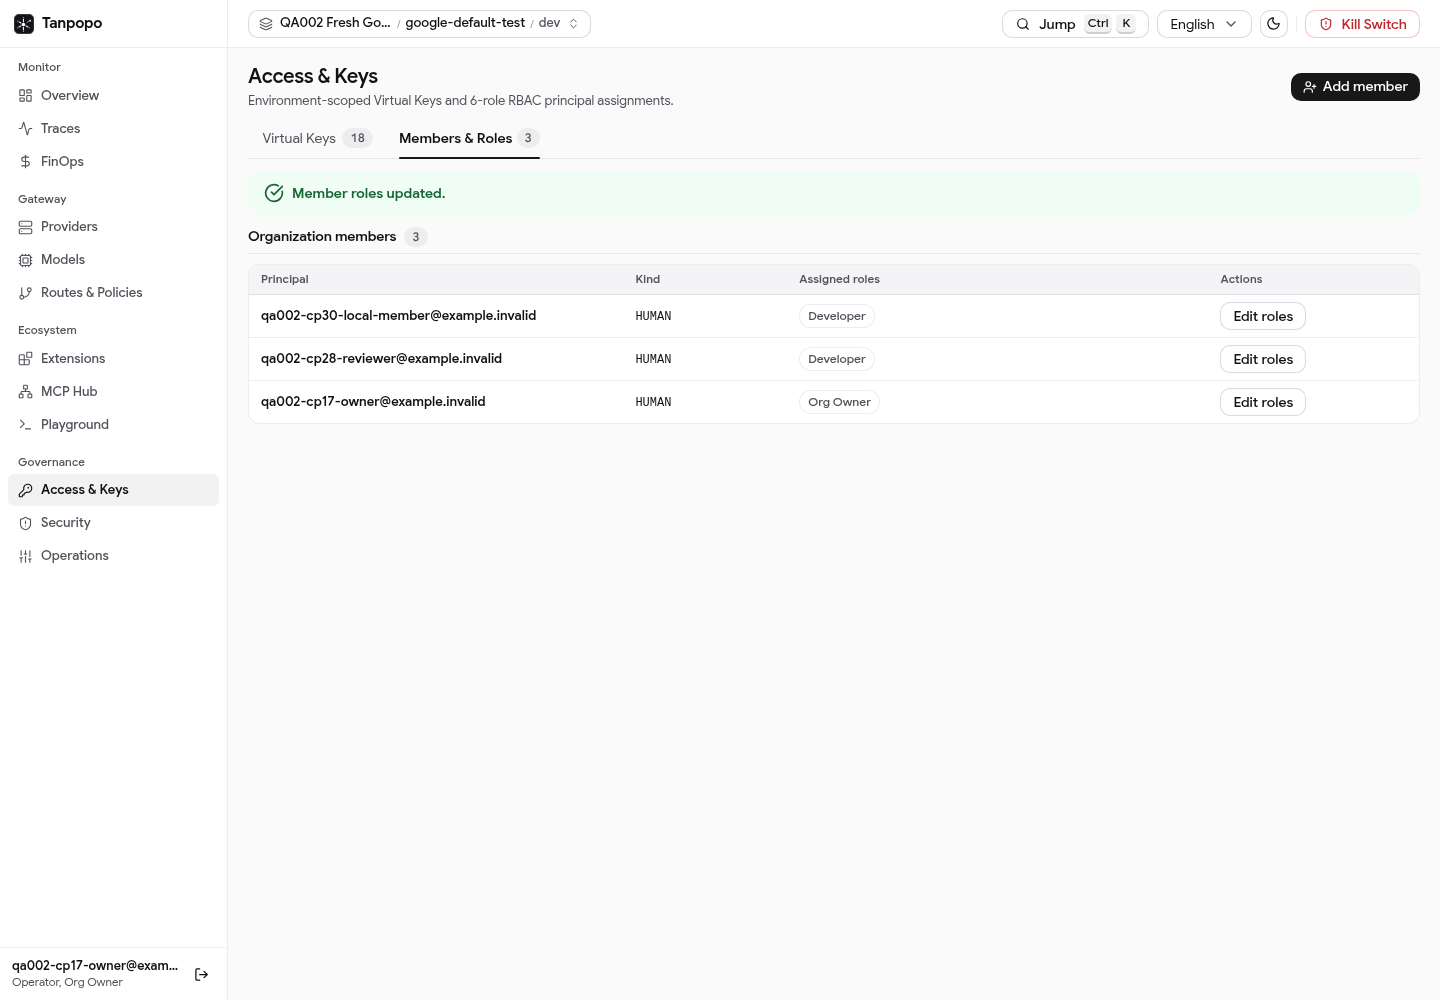 Tanpopo
QA002 Fresh Go... / google-default-test / dev
Jump Ctrl K
English
Kill Switch
Monitor
Overview
Traces
FinOps
Gateway
Providers
Models
Routes & Policies
Ecosystem
Extensions
MCP Hub
Playground
Governance
Access & Keys
Security
Operations
qa002-cp17-owner@exam...
Operator, Org Owner
Access & Keys
Environment-scoped Virtual Keys and 6-role RBAC principal assignments.
Add member
Virtual Keys 18
Members & Roles 3
Member roles updated.
Organization members 3
Principal Kind Assigned roles Actions
qa002-cp30-local-member@example.invalid HUMAN Developer Edit roles
qa002-cp28-reviewer@example.invalid HUMAN Developer Edit roles
qa002-cp17-owner@example.invalid HUMAN Org Owner Edit roles